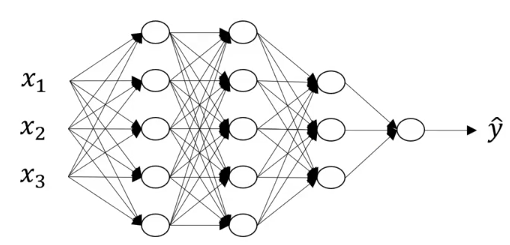 x₁
x₂
x₃
ŷ